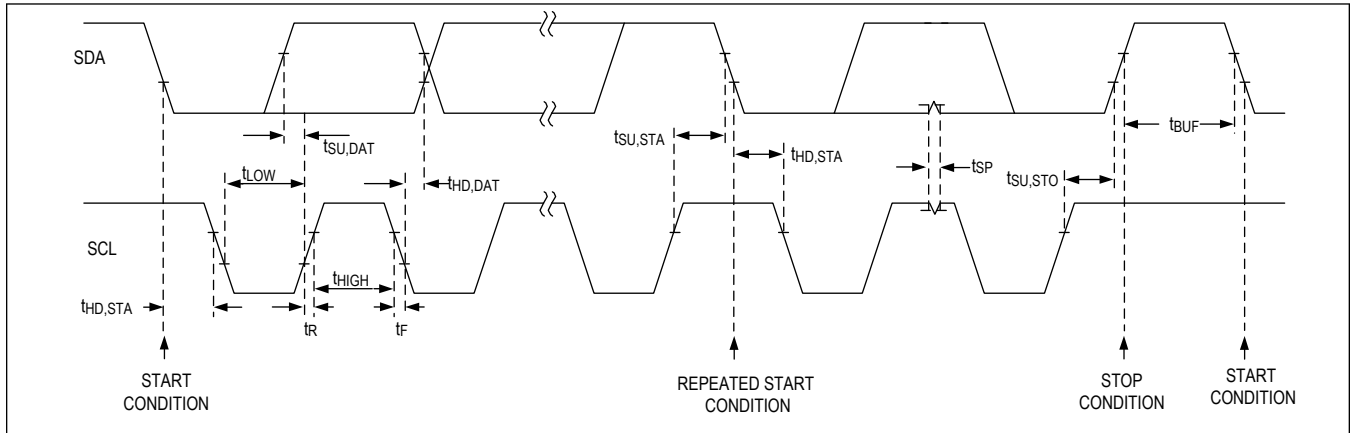 SDA
tSU,DAT
tLOW
tHD,DAT
tSU,STA
tHD,STA
tSP
tBUF
tSU,STO
SCL
tHIGH
tHD,STA
tR
tF
START
CONDITION
REPEATED START
CONDITION
STOP
CONDITION
START
CONDITION